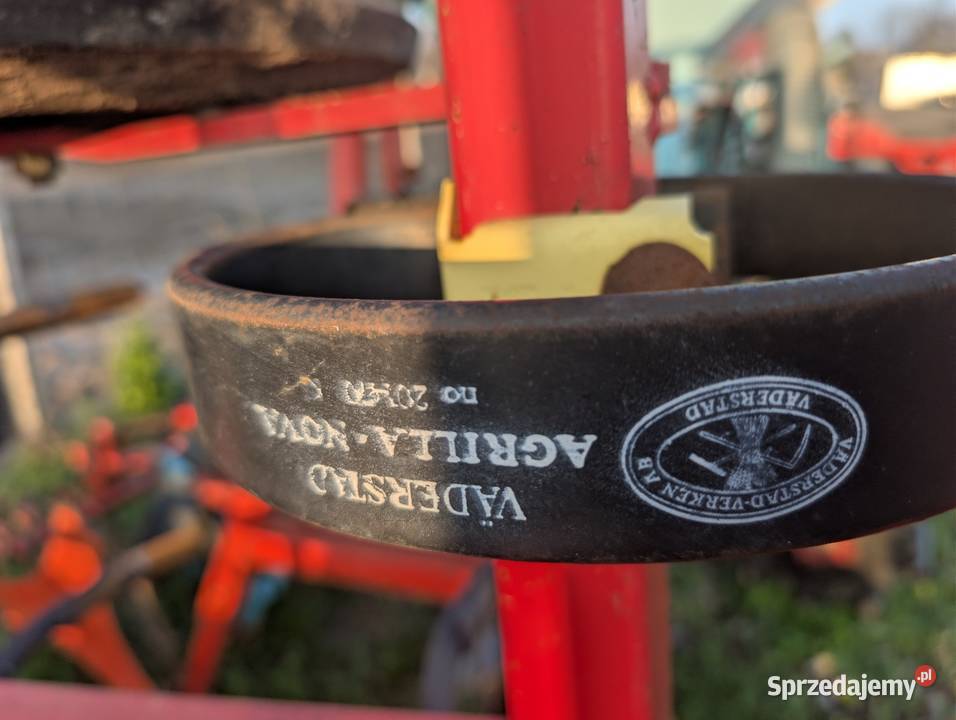 VÄDERSTAD
AGRILLA-NOVA
no
VÄDERSTAD-VERKEN AB
VÄDERSTAD
Sprzedajemy.pl